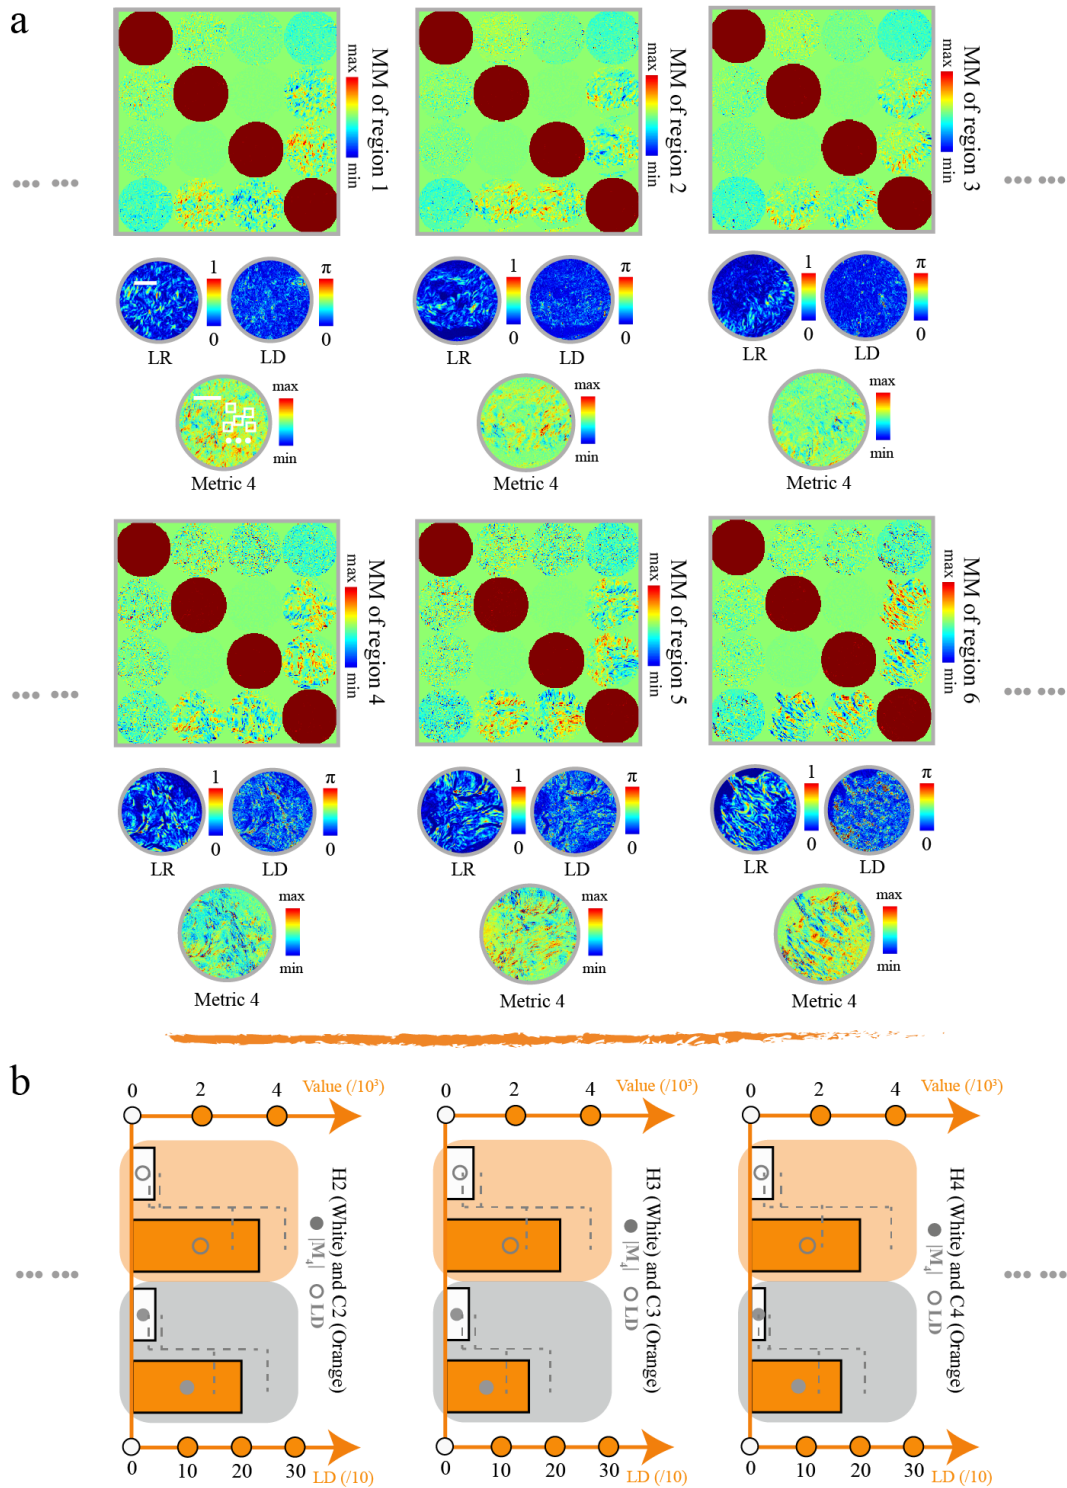 a
max
min
MM of region 1
max
min
MM of region 2
max
min
MM of region 3
1
0
LR
π
0
LD
1
0
LR
π
0
LD
1
0
LR
π
0
LD
max
min
Metric 4
max
min
Metric 4
max
min
Metric 4
max
min
MM of region 4
max
min
MM of region 5
max
min
MM of region 6
1
0
LR
π
0
LD
1
0
LR
π
0
LD
1
0
LR
π
0
LD
max
min
Metric 4
max
min
Metric 4
max
min
Metric 4
b
0 2 4 Value (/10³)
H2 (White) and C2 (Orange)
|M₄| LD
0 10 20 30 LD (/10)
0 2 4 Value (/10³)
H3 (White) and C3 (Orange)
|M₄| LD
0 10 20 30 LD (/10)
0 2 4 Value (/10³)
H4 (White) and C4 (Orange)
|M₄| LD
0 10 20 30 LD (/10)